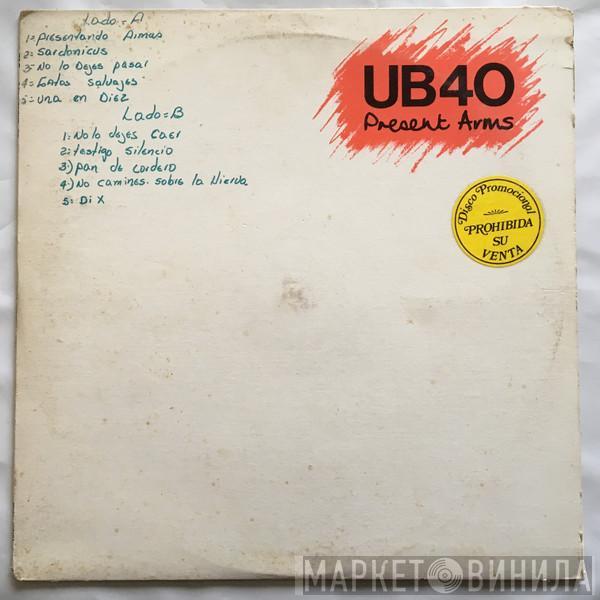 Lado = A
1= Presentando Armas
2= Sardonicus
3= No lo Dejes pasar
4= Gatos salvajes
5= una en Diez
Lado = B
1: No lo dejes Caer
2: testigo silencio
3:) pan de cordero
4:) No camines sobre la Hierva
5: Di X
UB40
Present Arms
Disco Promocional
PROHIBIDA
SU
VENTA
МАРКЕТ ВИНИЛА